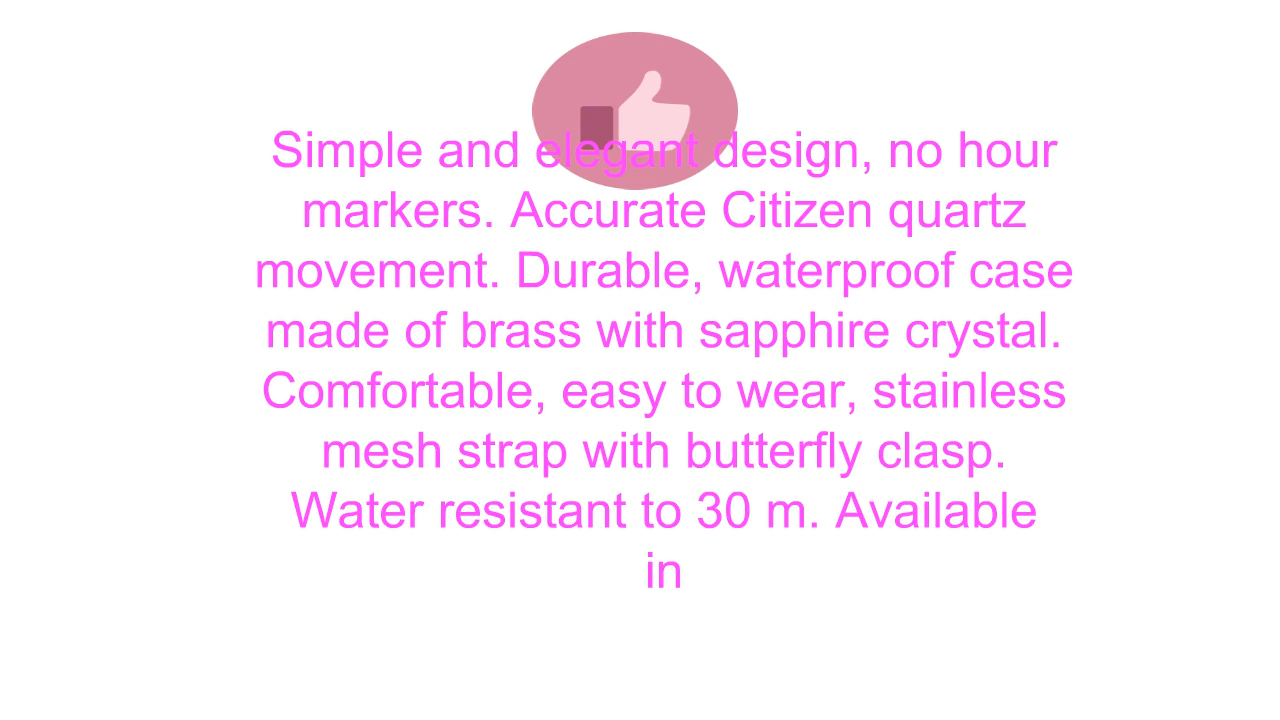 Simple and elegant design, no hour
markers. Accurate Citizen quartz
movement. Durable, waterproof case
made of brass with sapphire crystal.
Comfortable, easy to wear, stainless
mesh strap with butterfly clasp.
Water resistant to 30 m. Available
in